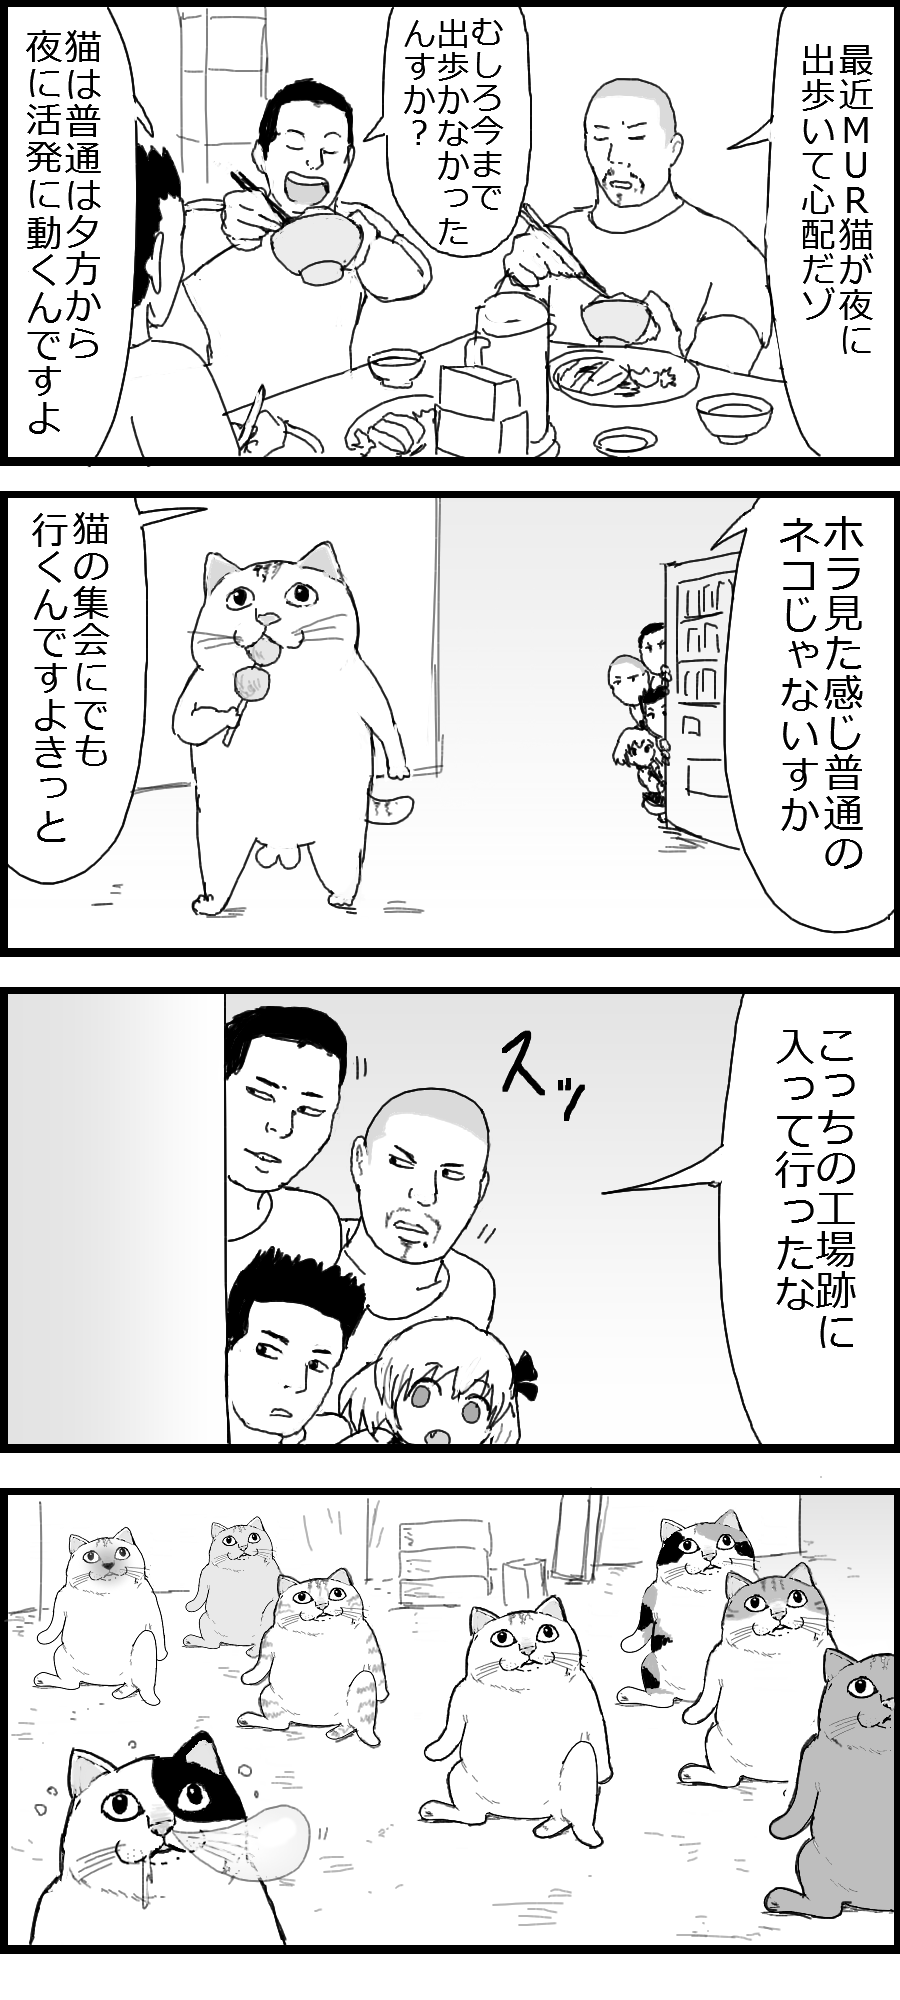 最近ＭＵＲ猫が夜に
出歩いて心配だゾ
むしろ今まで
出歩かなかった
んすか？
猫は普通は夕方から
夜に活発に動くんですよ
ホラ見た感じ普通の
ネコじゃないすか
猫の集会にでも
行くんですよきっと
こっちの工場跡に
入って行ったな
スッ